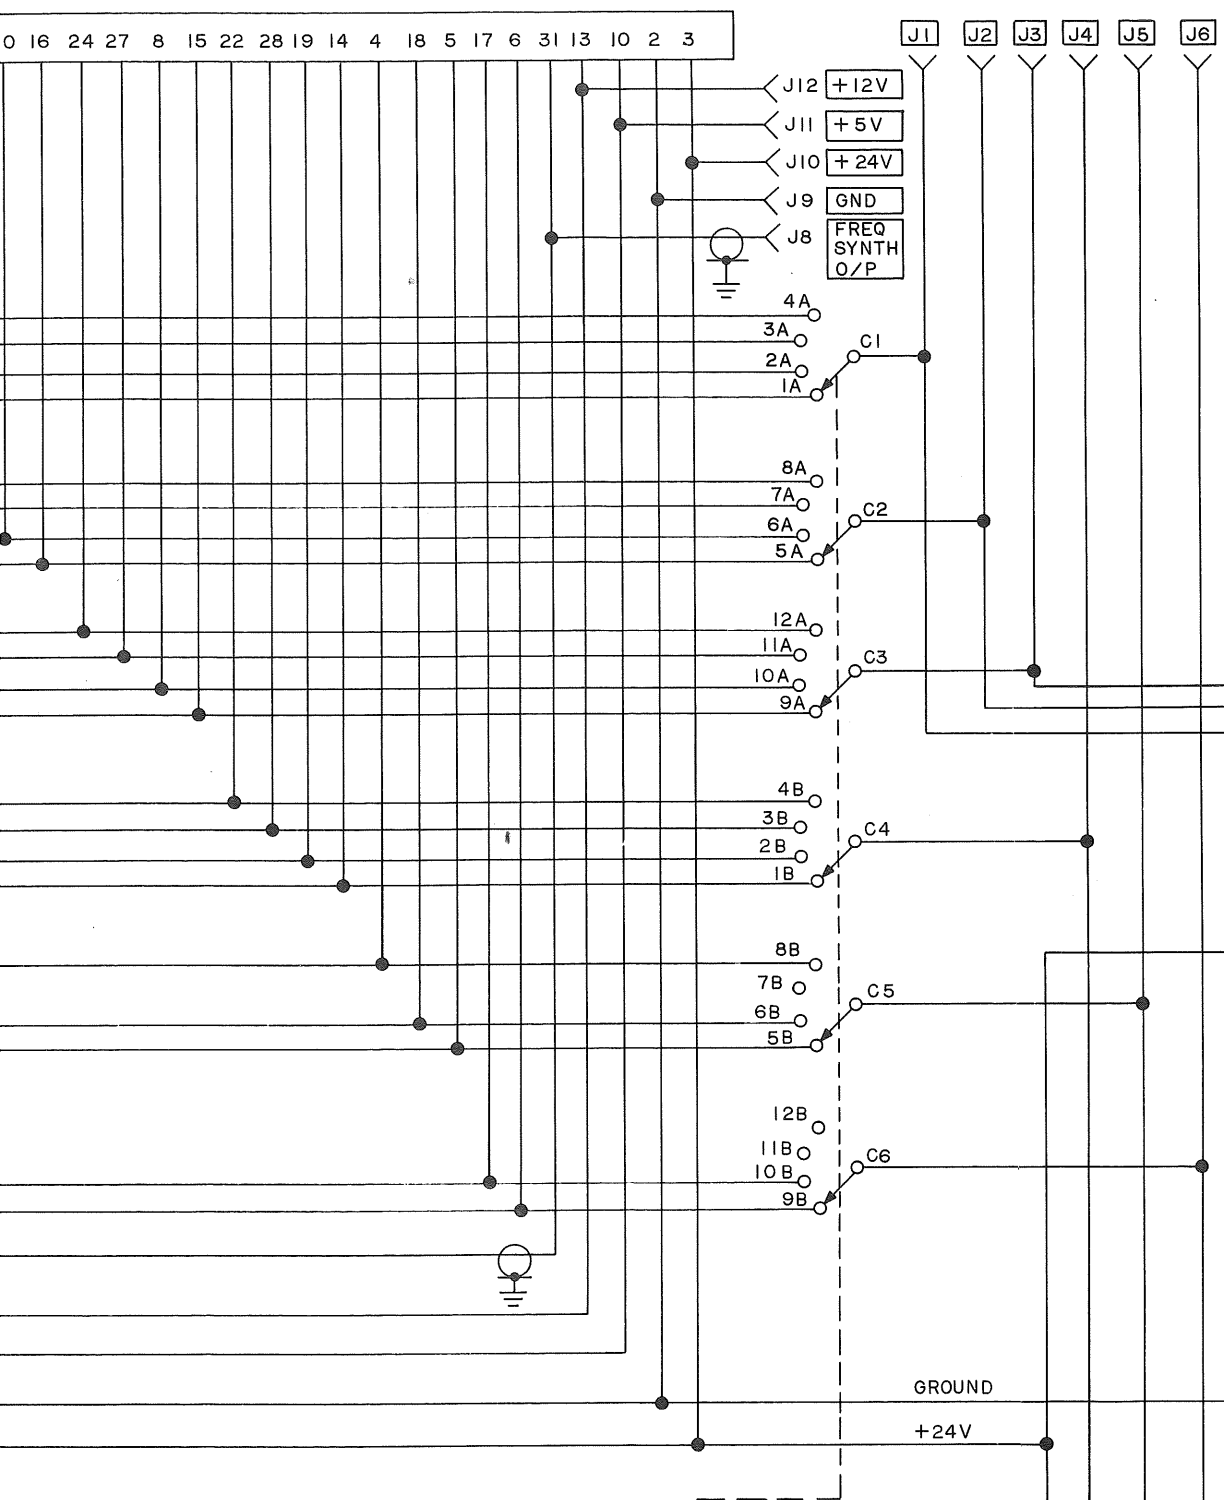 0 16 24 27 8 15 22 28 19 14 4 18 5 17 6 31 13 10 2 3
J1 J2 J3 J4 J5 J6
J12 +12V
J11 +5V
J10 +24V
J9 GND
J8 FREQ
SYNTH
O/P
4A
3A
C1
2A
1A
8A
7A
C2
6A
5A
12A
11A
C3
10A
9A
4B
3B
C4
2B
1B
8B
7B
C5
6B
5B
12B
11B
C6
10B
9B
GROUND
+24V